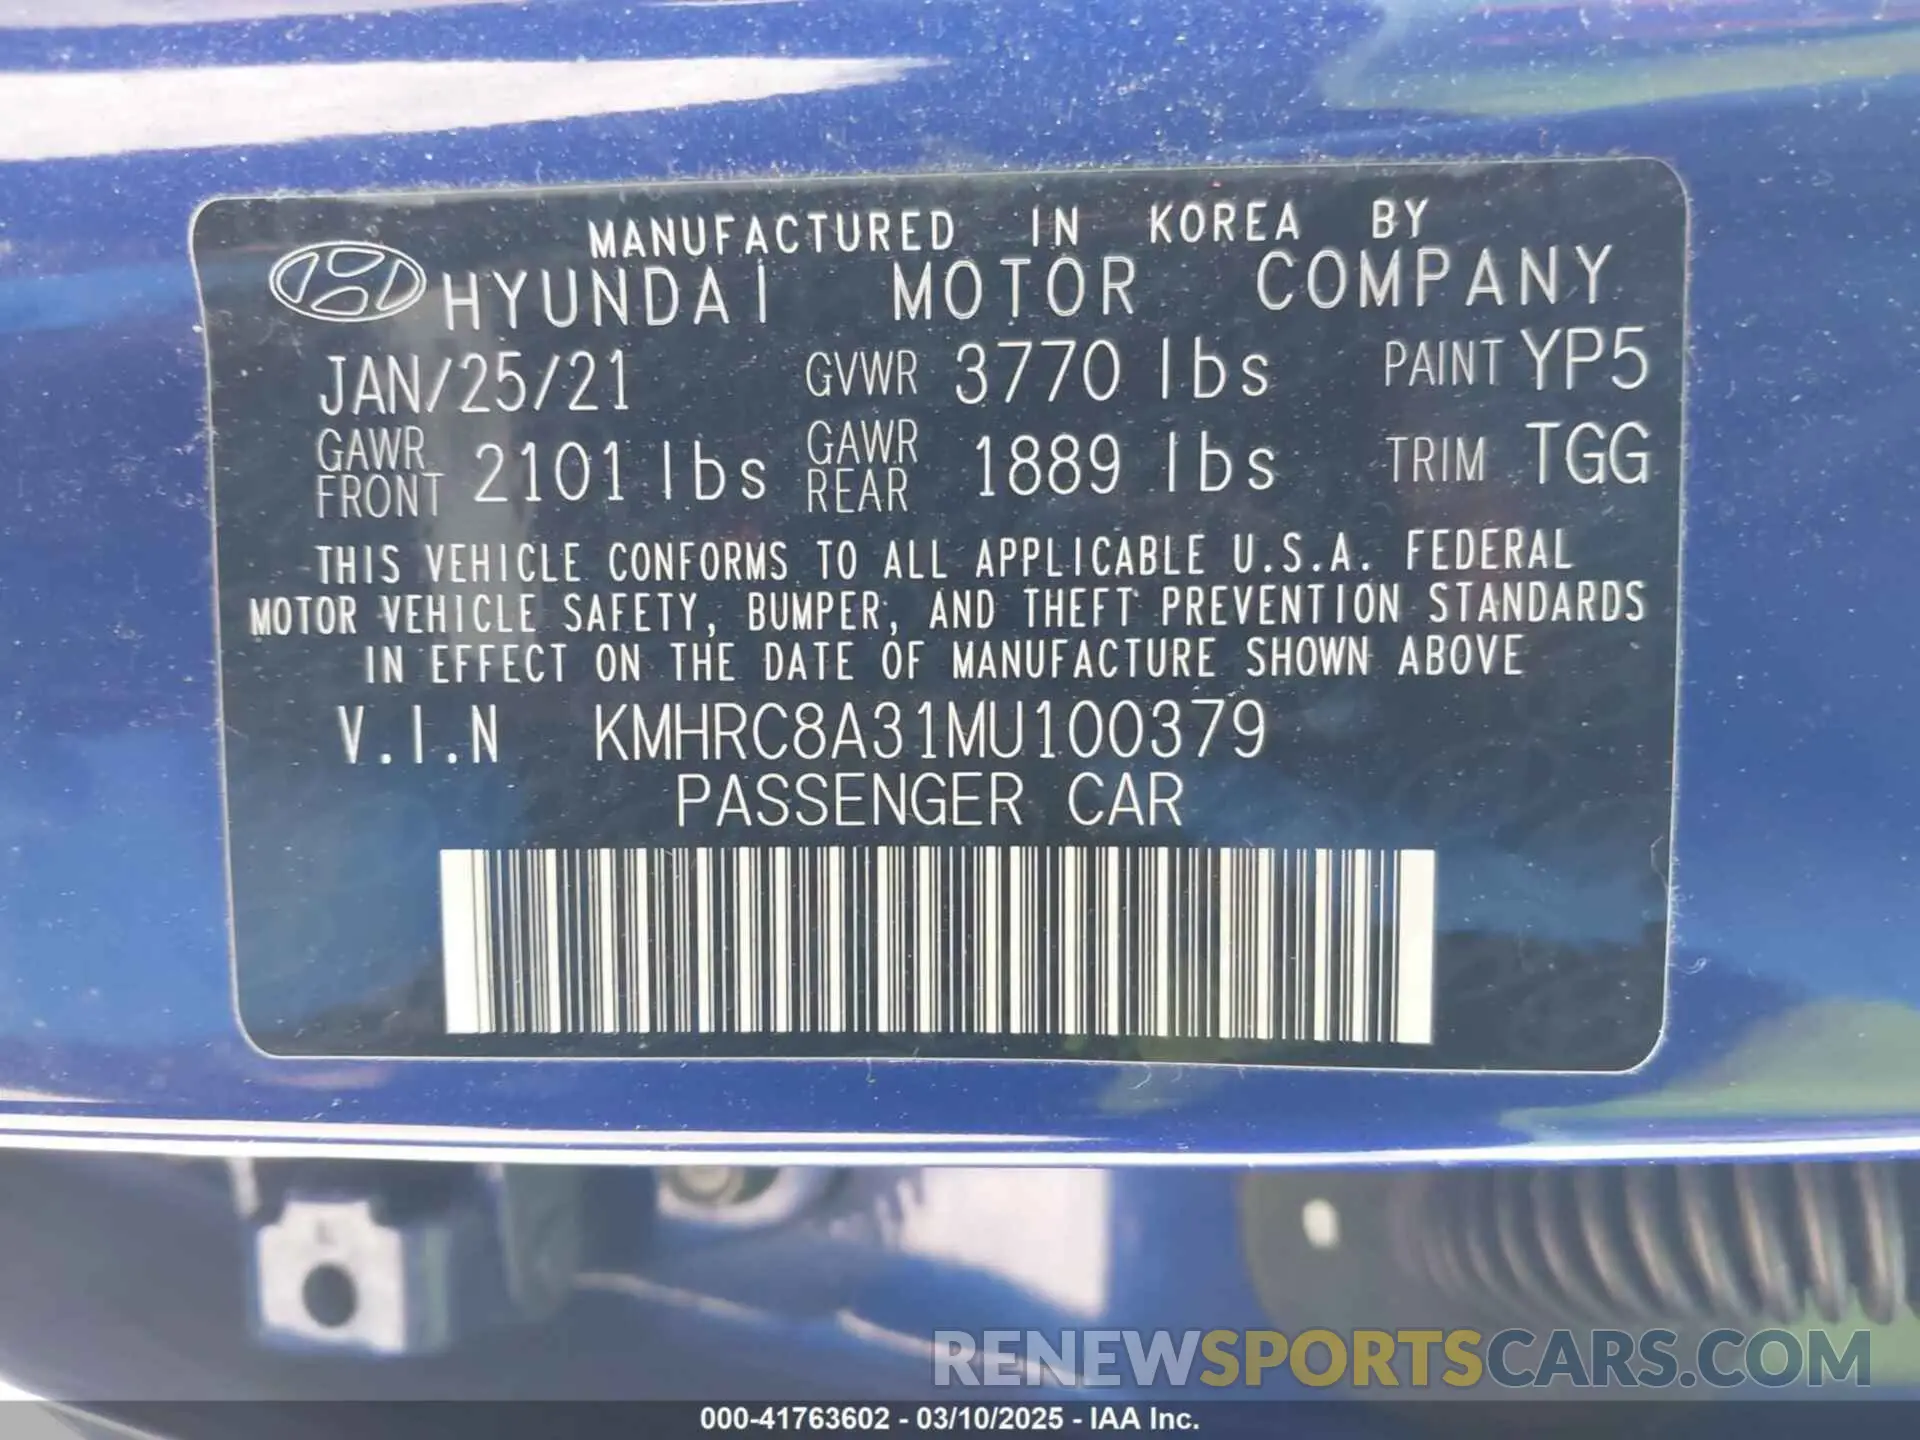 MANUFACTURED IN KOREA BY
HYUNDAI MOTOR COMPANY
JAN/25/21 GVWR 3770 lbs PAINT YP5
GAWR FRONT 2101 lbs GAWR REAR 1889 lbs TRIM TGG
THIS VEHICLE CONFORMS TO ALL APPLICABLE U.S.A. FEDERAL
MOTOR VEHICLE SAFETY, BUMPER, AND THEFT PREVENTION STANDARDS
IN EFFECT ON THE DATE OF MANUFACTURE SHOWN ABOVE
V.I.N KMHRC8A31MU100379
PASSENGER CAR
RENEWSPORTSCARS.COM
000-41763602 - 03/10/2025 - IAA Inc.